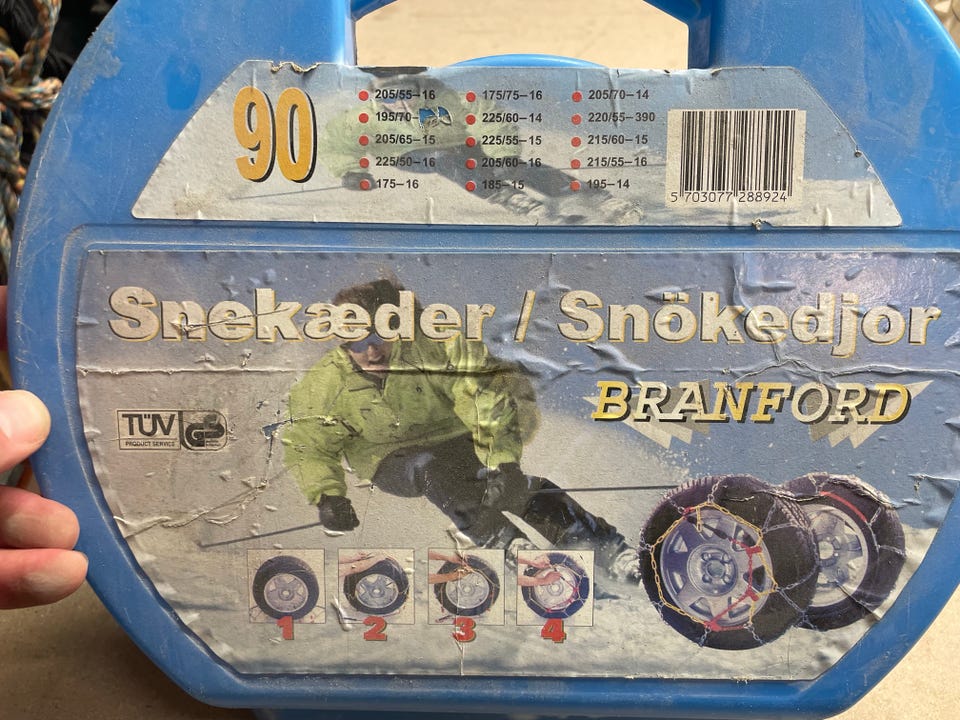 90
205/55–16
195/70–
205/65–15
225/50–16
175–16
175/75–16
225/60–14
225/55–15
205/60–16
185–15
205/70–14
220/55–390
215/60–15
215/55–16
195–14
5 703077 288924
Snekæder / Snökedjor
BRANFORD
TÜV
PRODUCT SERVICE
GS
1 2 3 4